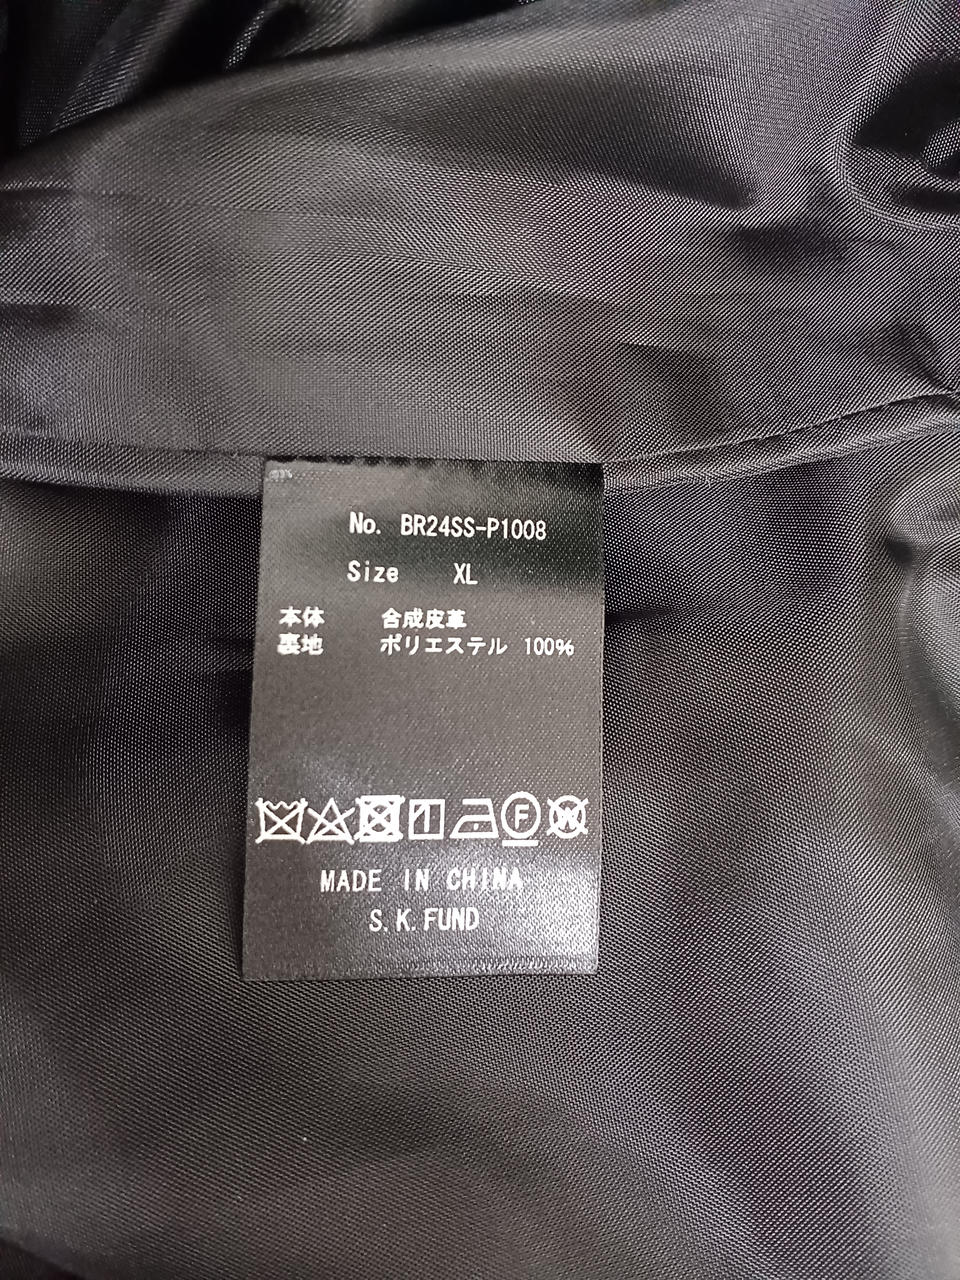 No. BR24SS-P1008
Size XL
本体 合成皮革
裏地 ポリエステル 100%
F W
MADE IN CHINA
S.K.FUND